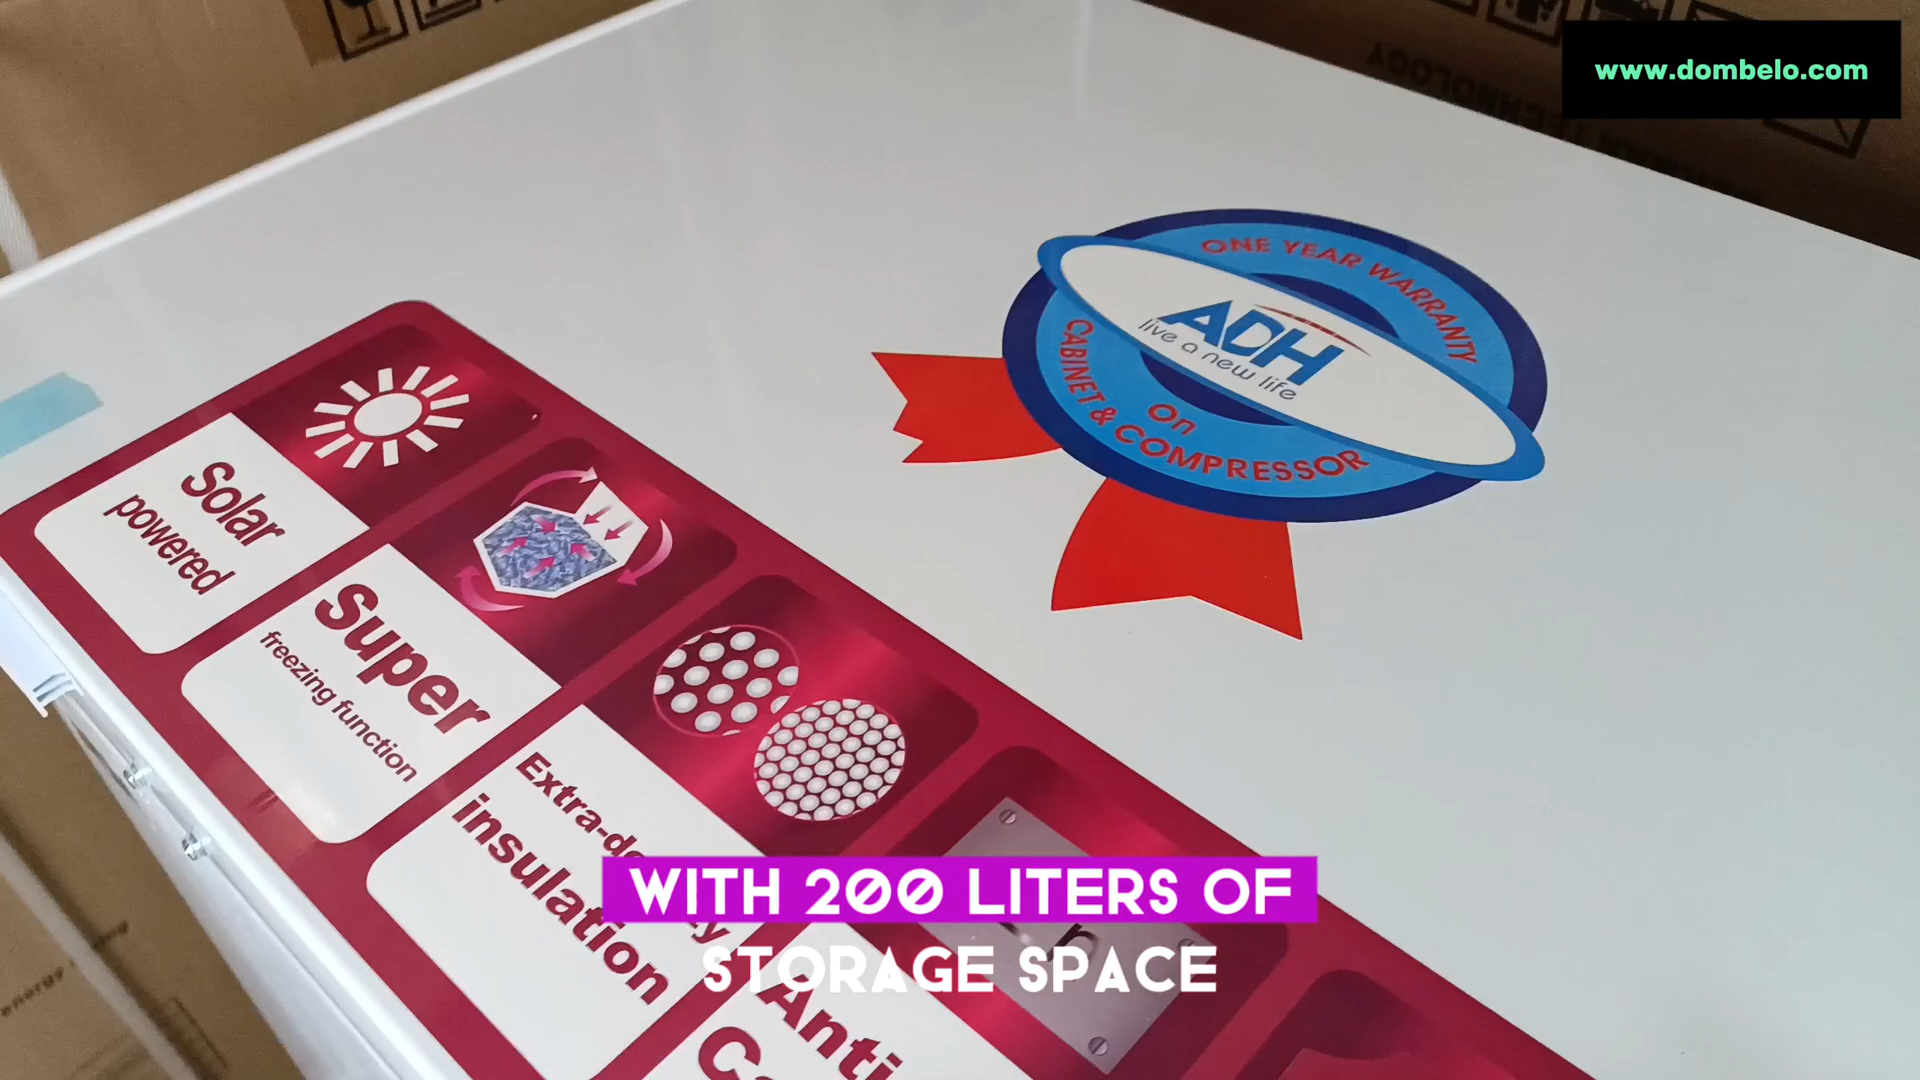 www.dombelo.com
ONE YEAR WARRANTY
ADH
live a new life
On
CABINET & COMPRESSOR
Solar
powered
Super
freezing function
insulation
Anti
WITH 200 LITERS OF
STORAGE SPACE